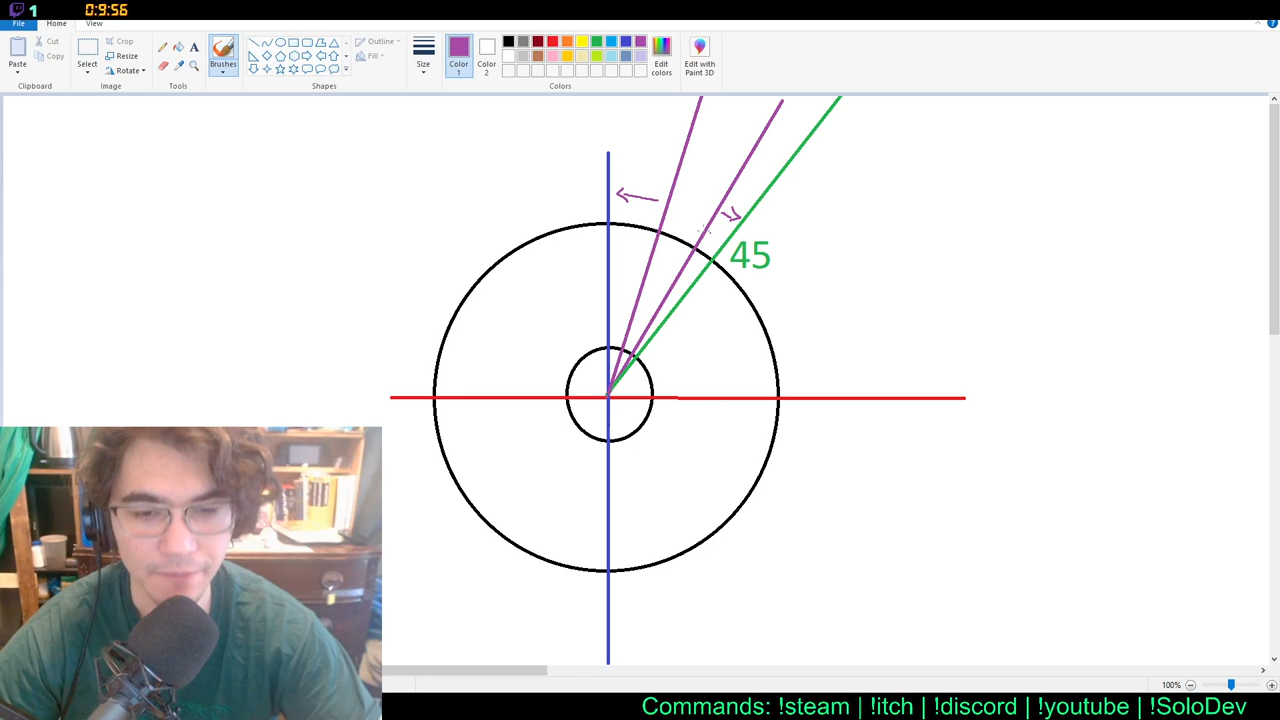 1
0:9:56
File Home View
Paste
Cut
Copy
Clipboard
Select
Crop
Resize
Rotate
Image
Tools
Brushes
Outline
Fill
Shapes
Size
Color 1
Color 2
Edit colors
Colors
Edit with Paint 3D
45
100%
Commands: !steam | !itch | !discord | !youtube | !SoloDev